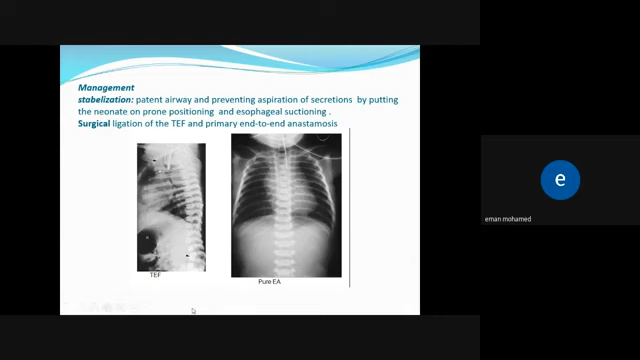 Management
stabelization: patent airway and preventing aspiration of secretions by putting
the neonate on prone positioning and esophageal suctioning .
Surgical ligation of the TEF and primary end-to-end anastamosis
TEF
Pure EA
e
eman mohamed